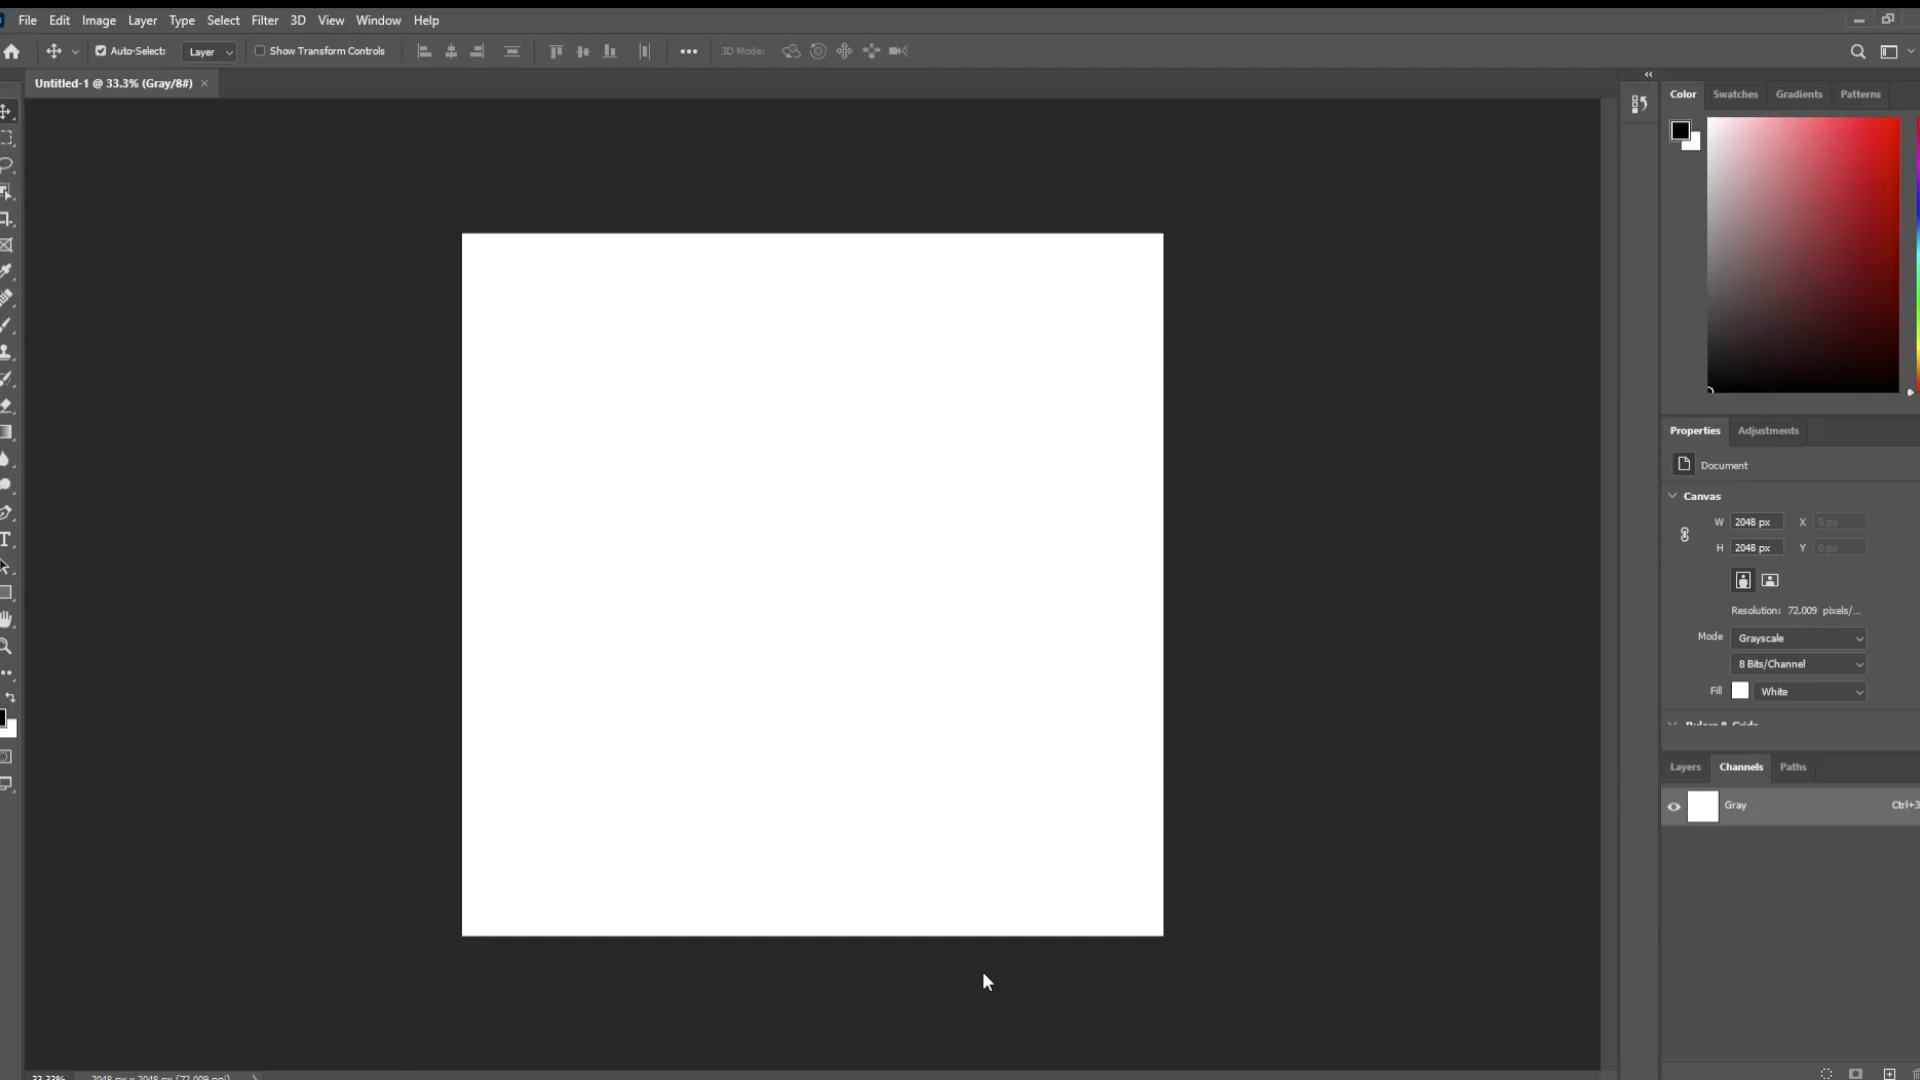 File Edit Image Layer Type Select Filter 3D View Window Help
Auto-Select: Layer Show Transform Controls 3D Mode:
Untitled-1 @ 33.3% (Gray/8#)
Color Swatches Gradients Patterns
Properties Adjustments
Document
Canvas
W 2048 px X 0 px
H 2048 px Y 0 px
Resolution: 72.009 pixels/...
Mode Grayscale
8 Bits/Channel
Fill White
Rulers & Grids
Layers Channels Paths
Gray Ctrl+3
33.33% 2048 px x 2048 px (72.009 ppi)